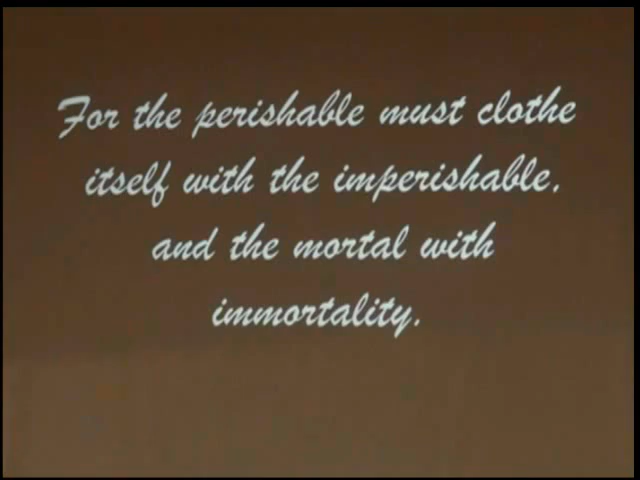 For the perishable must clothe
itself with the imperishable,
and the mortal with
immortality.